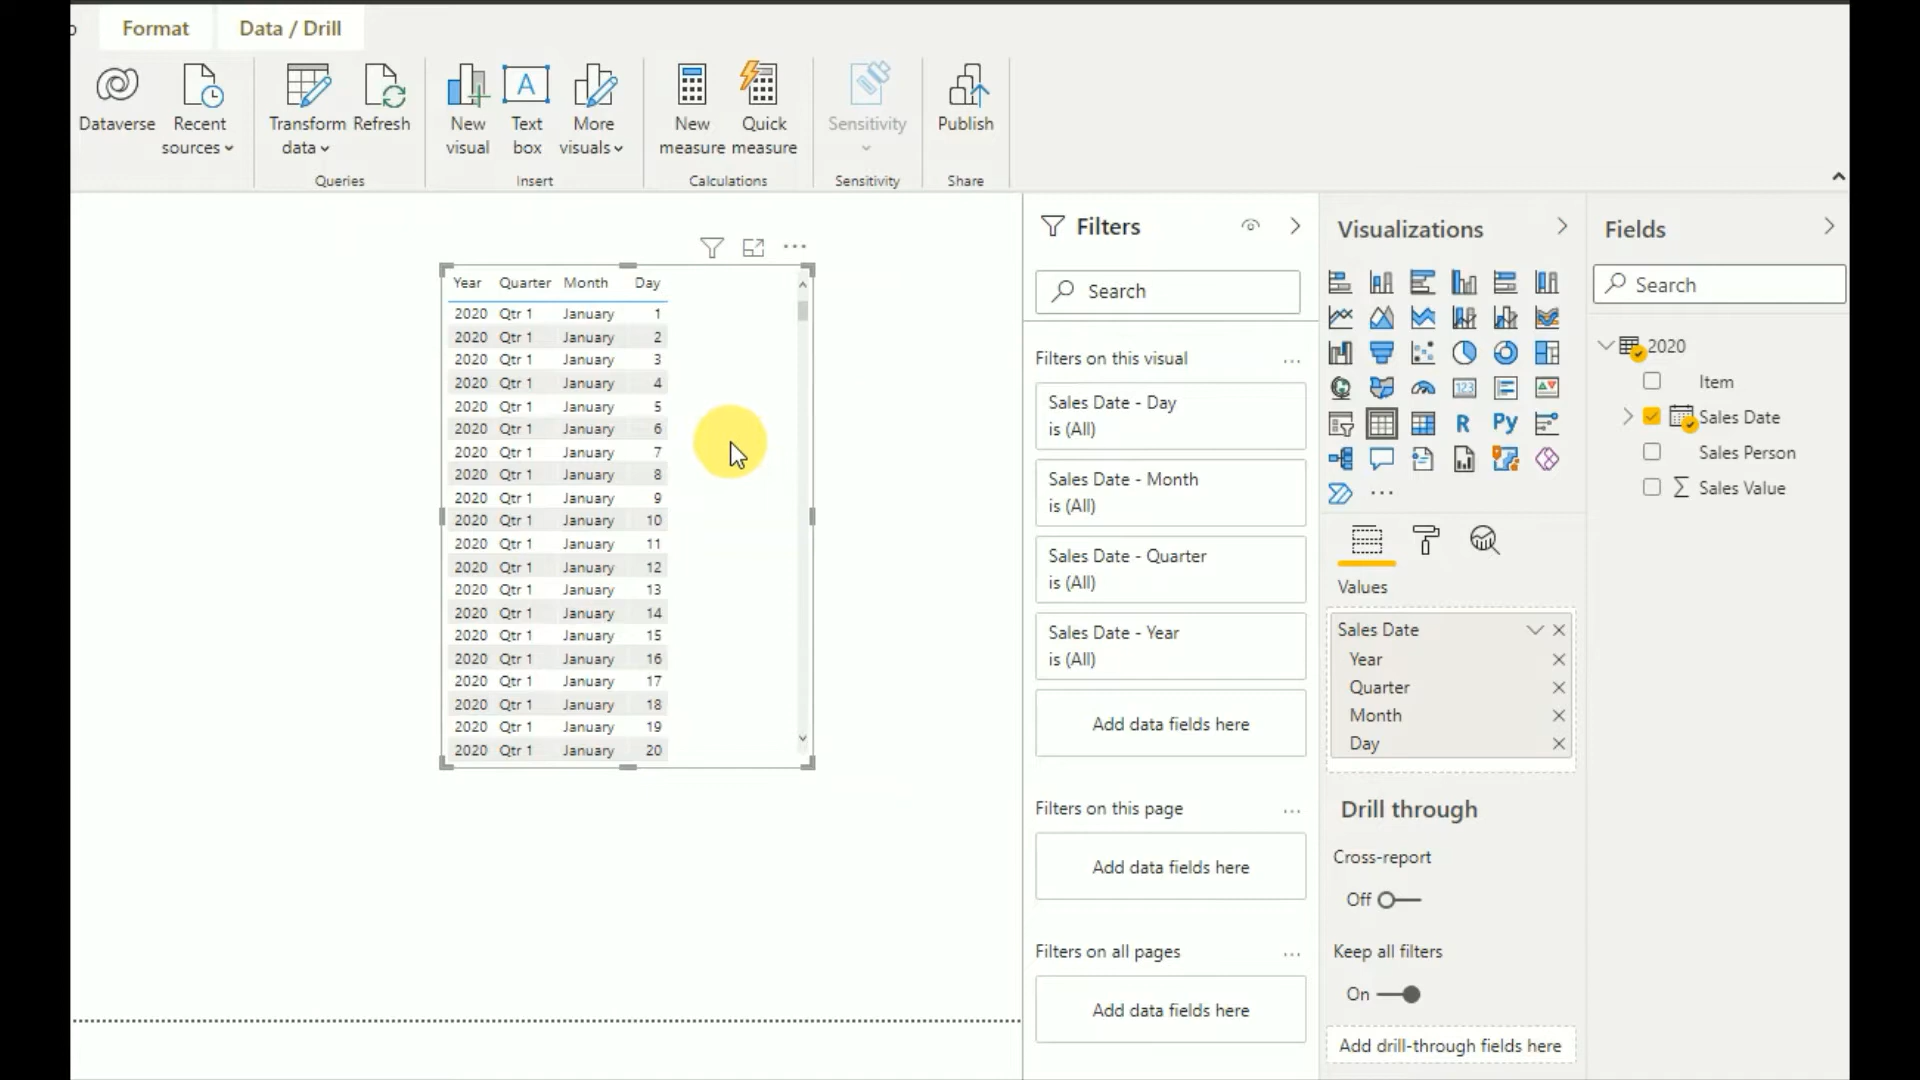 Format
Data / Drill
Dataverse
Recent
sources
Transform
data
Refresh
Queries
New
visual
A
Text
box
More
visuals
Insert
New
measure
Quick
measure
Calculations
Sensitivity
Sensitivity
Publish
Share
Year Quarter Month Day
2020 Qtr 1 January 1
2020 Qtr 1 January 2
2020 Qtr 1 January 3
2020 Qtr 1 January 4
2020 Qtr 1 January 5
2020 Qtr 1 January 6
2020 Qtr 1 January 7
2020 Qtr 1 January 8
2020 Qtr 1 January 9
2020 Qtr 1 January 10
2020 Qtr 1 January 11
2020 Qtr 1 January 12
2020 Qtr 1 January 13
2020 Qtr 1 January 14
2020 Qtr 1 January 15
2020 Qtr 1 January 16
2020 Qtr 1 January 17
2020 Qtr 1 January 18
2020 Qtr 1 January 19
2020 Qtr 1 January 20
Filters
Search
Filters on this visual
Sales Date - Day
is (All)
Sales Date - Month
is (All)
Sales Date - Quarter
is (All)
Sales Date - Year
is (All)
Add data fields here
Filters on this page
Add data fields here
Filters on all pages
Add data fields here
Visualizations
123
R
Py
Values
Sales Date
Year
Quarter
Month
Day
Drill through
Cross-report
Off
Keep all filters
On
Add drill-through fields here
Fields
Search
2020
Item
Sales Date
Sales Person
Σ Sales Value